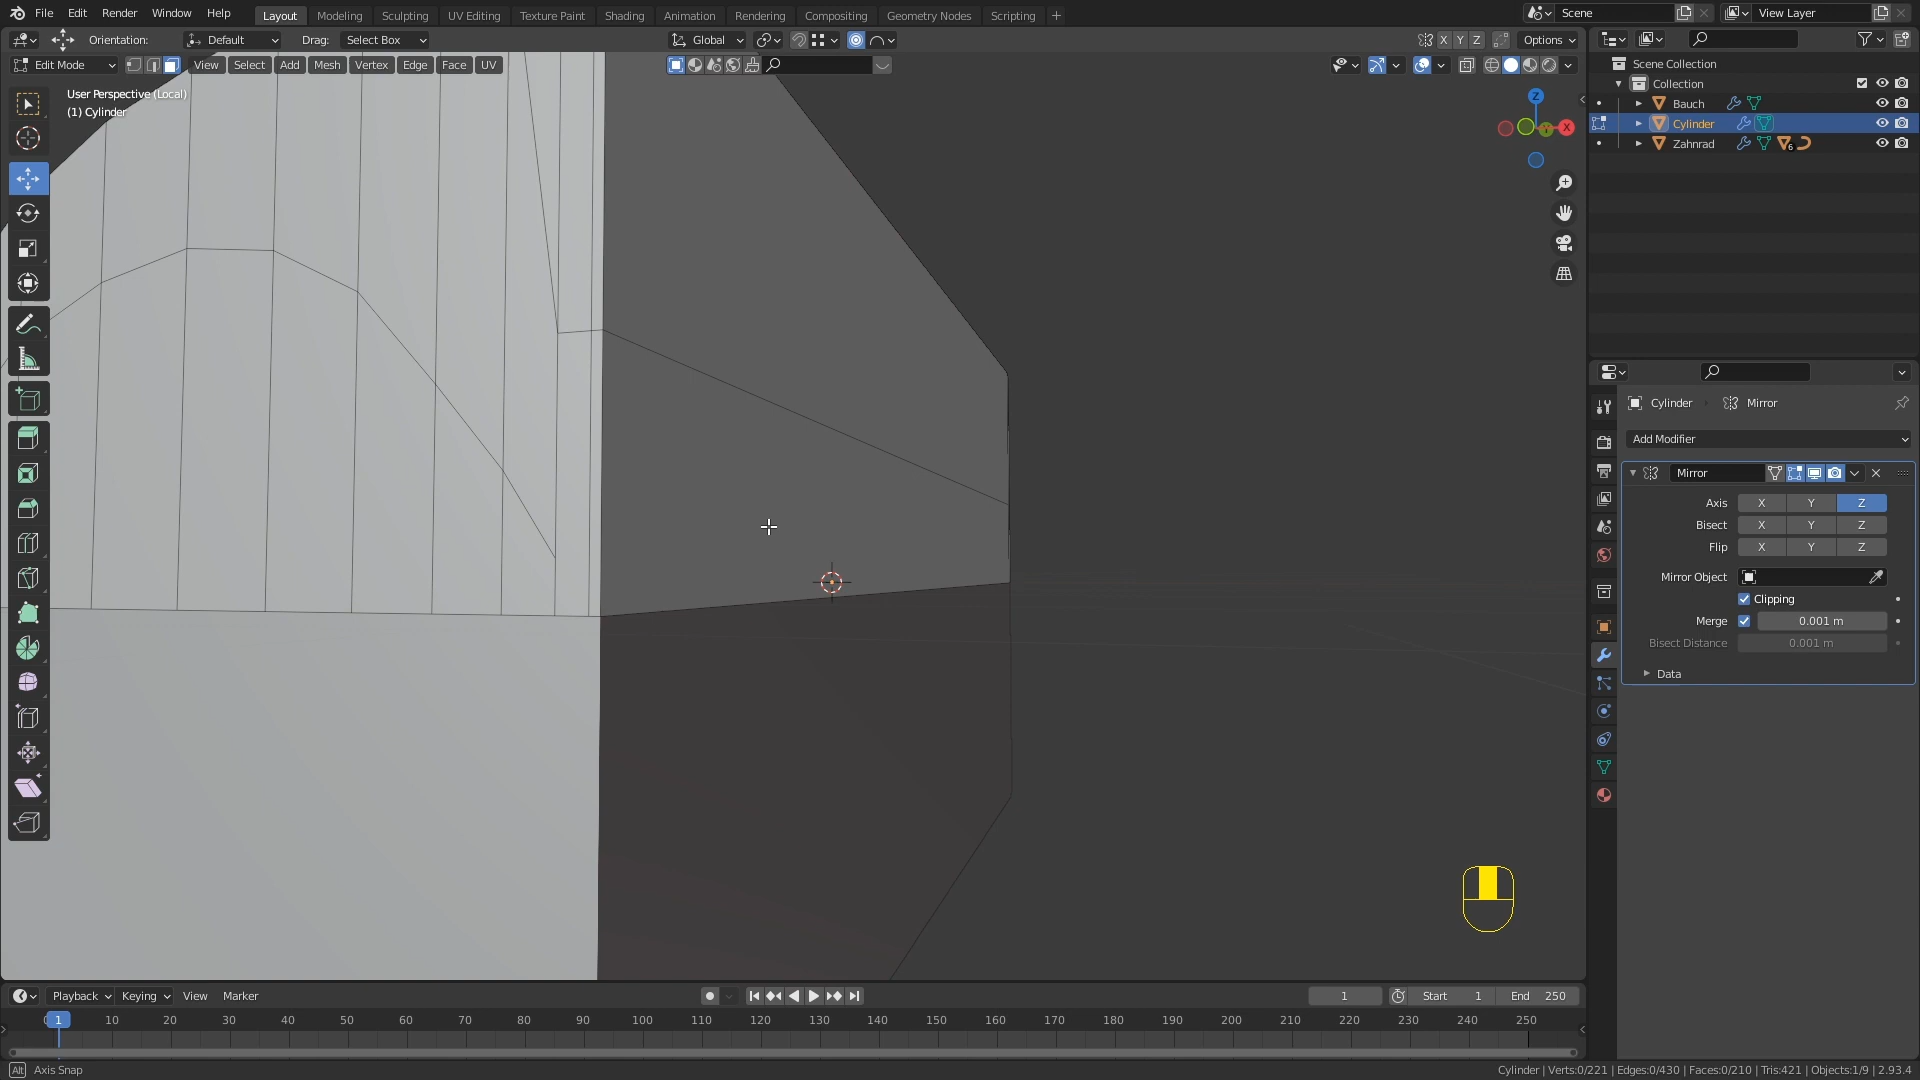 File Edit Render Window Help Layout Modeling Sculpting UV Editing Texture Paint Shading Animation Rendering Compositing Geometry Nodes Scripting + Scene View Layer
Orientation: Default Drag: Select Box Global X Y Z Options
Edit Mode View Select Add Mesh Vertex Edge Face UV
User Perspective (Local)
(1) Cylinder
Z
X
Scene Collection
Collection
Bauch
Cylinder
Zahnrad 6
Cylinder Mirror
Add Modifier
Mirror
Axis X Y Z
Bisect X Y Z
Flip X Y Z
Mirror Object
Clipping
Merge 0.001 m
Bisect Distance 0.001 m
Data
Playback Keying View Marker 1 Start 1 End 250
1 10 20 30 40 50 60 70 80 90 100 110 120 130 140 150 160 170 180 190 200 210 220 230 240 250
Alt Axis Snap Cylinder | Verts:0/221 | Edges:0/430 | Faces:0/210 | Tris:421 | Objects:1/9 | 2.93.4